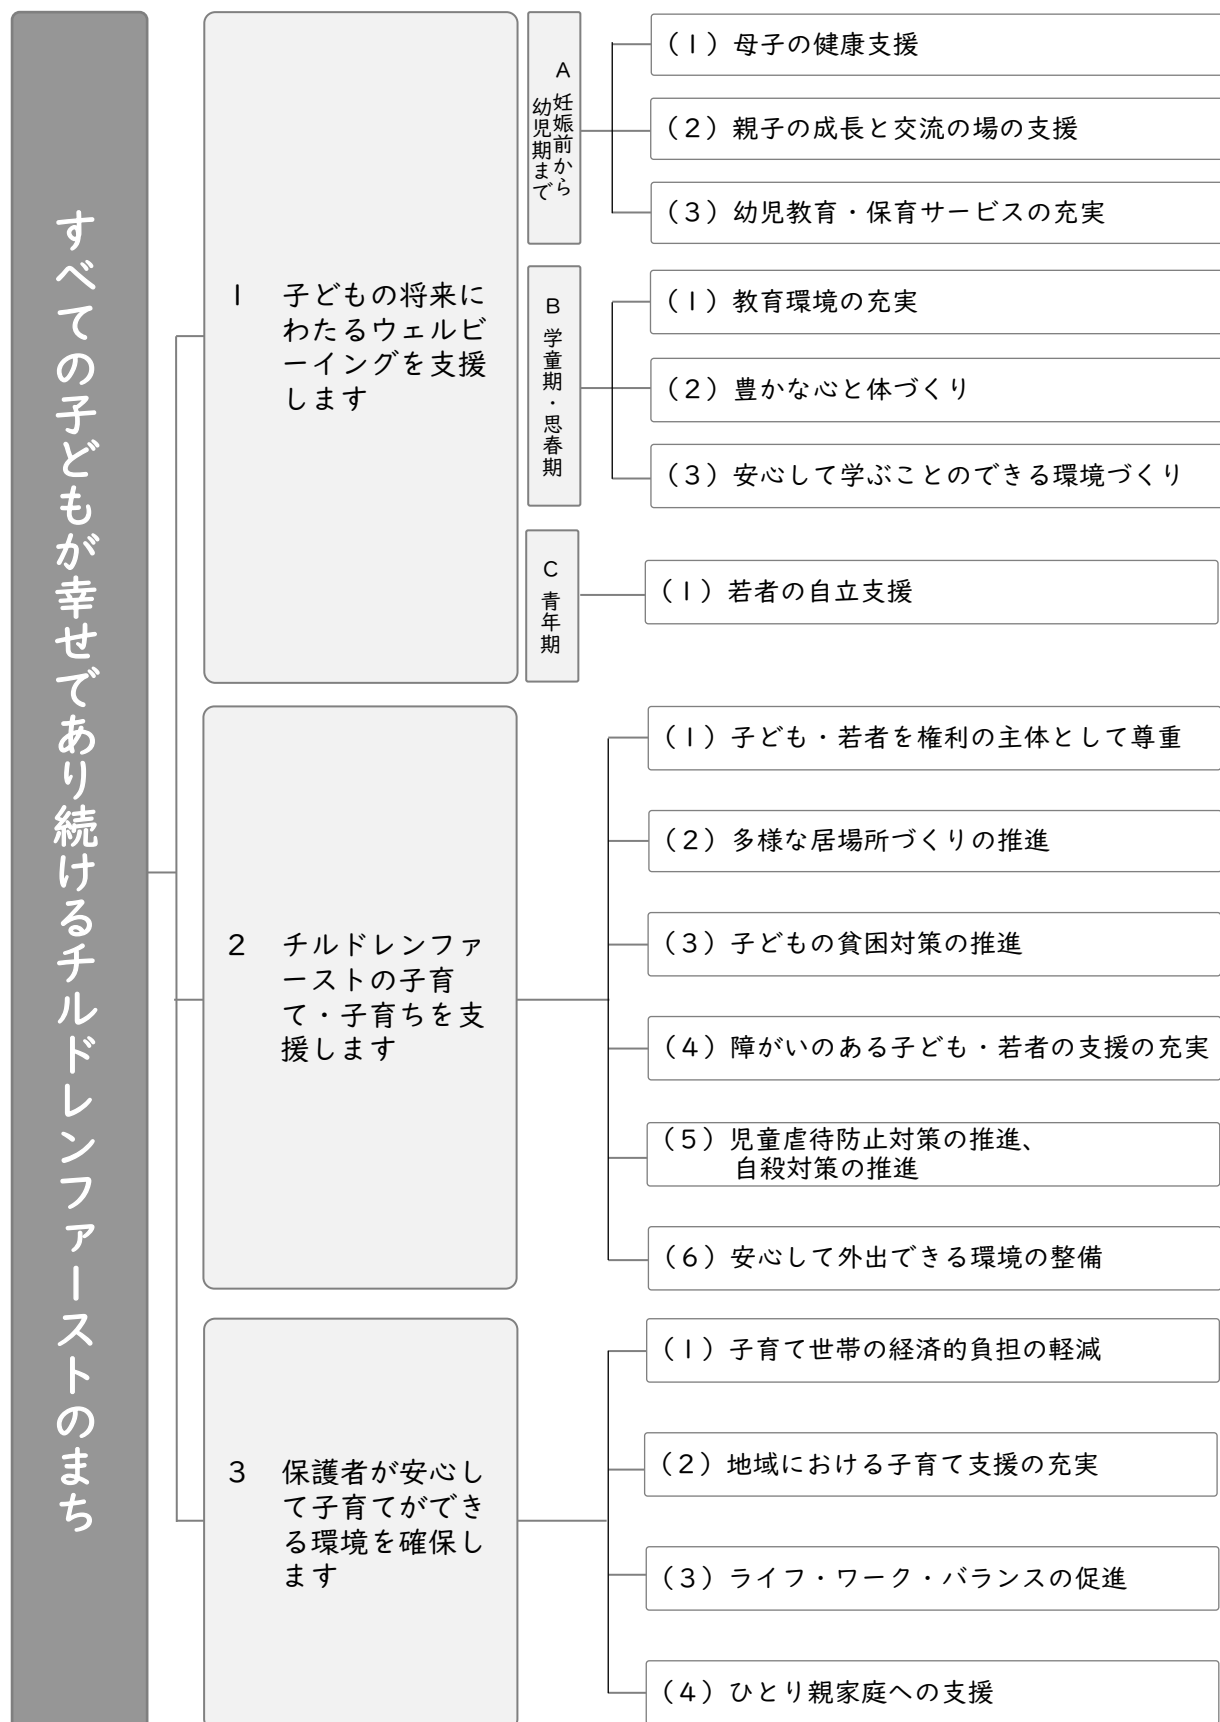 すべての子どもが幸せであり続けるチルドレンファーストのまち
1 子どもの将来に
わたるウェルビ
ーイングを支援
します
A 妊娠前から
幼児期まで
(1)母子の健康支援
(2)親子の成長と交流の場の支援
(3)幼児教育・保育サービスの充実
B 学童期・思春期
(1)教育環境の充実
(2)豊かな心と体づくり
(3)安心して学ぶことのできる環境づくり
C 青年期
(1)若者の自立支援
2 チルドレンファ
ーストの子育
て・子育ちを支
援します
(1)子ども・若者を権利の主体として尊重
(2)多様な居場所づくりの推進
(3)子どもの貧困対策の推進
(4)障がいのある子ども・若者の支援の充実
(5)児童虐待防止対策の推進、
自殺対策の推進
(6)安心して外出できる環境の整備
3 保護者が安心し
て子育てができ
る環境を確保し
ます
(1)子育て世帯の経済的負担の軽減
(2)地域における子育て支援の充実
(3)ライフ・ワーク・バランスの促進
(4)ひとり親家庭への支援